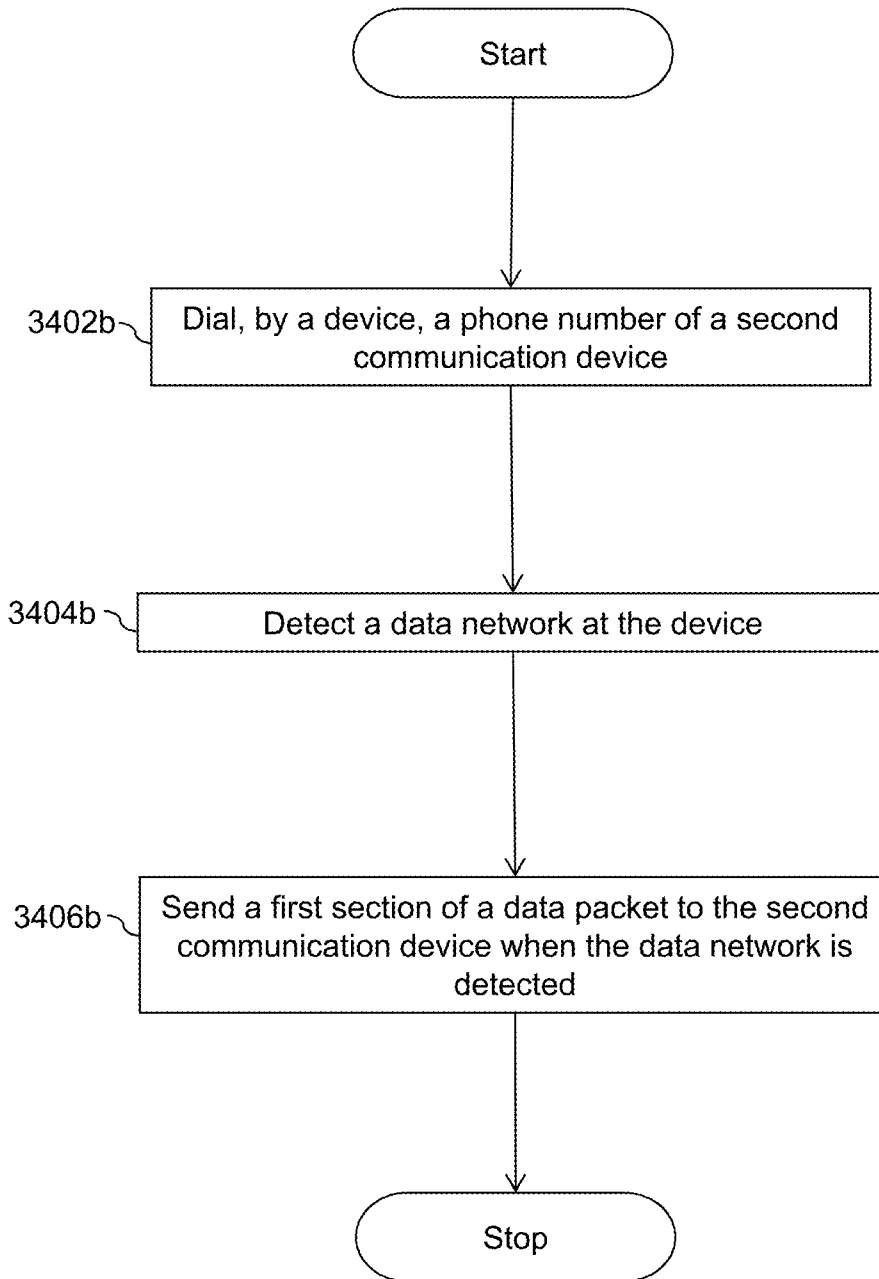 Start
3402b
Dial, by a device, a phone number of a second
communication device
3404b
Detect a data network at the device
3406b
Send a first section of a data packet to the second
communication device when the data network is
detected
Stop